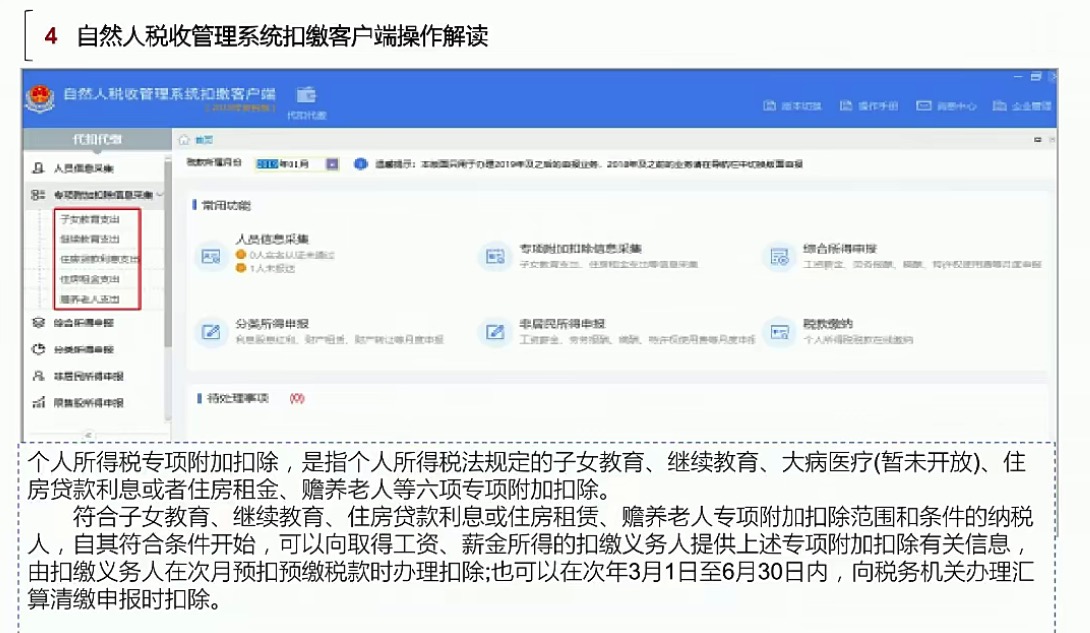 4 自然人税收管理系统扣缴客户端操作解读
自然人税收管理系统扣缴客户端
代扣代缴
版本切换 操作手册 消息中心 企业管理
代扣代缴
首页
税款所属月份 2019年01月 温馨提示：本版面只用于办理2019年及之后的申报业务，2018年及之前的业务请在导航栏中切换版面申报
人员信息采集
专项附加扣除信息采集
子女教育支出
继续教育支出
住房贷款利息支出
住房租金支出
赡养老人支出
综合所得申报
分类所得申报
非居民所得申报
限售股所得申报
常用功能
人员信息采集
0人实名认证未通过
1人未报送
专项附加扣除信息采集
子女教育支出、住房租金支出等信息采集
综合所得申报
工资薪金、劳务报酬、稿酬、特许权使用费等月度申报
分类所得申报
利息股息红利、财产租赁、财产转让等月度申报
非居民所得申报
工资薪金、劳务报酬、稿酬、特许权使用费等月度申报
税款缴纳
个人所得税税款在线缴纳
待处理事项 (0)
个人所得税专项附加扣除，是指个人所得税法规定的子女教育、继续教育、大病医疗(暂未开放)、住
房贷款利息或者住房租金、赡养老人等六项专项附加扣除。
符合子女教育、继续教育、住房贷款利息或住房租赁、赡养老人专项附加扣除范围和条件的纳税
人，自其符合条件开始，可以向取得工资、薪金所得的扣缴义务人提供上述专项附加扣除有关信息，
由扣缴义务人在次月预扣预缴税款时办理扣除;也可以在次年3月1日至6月30日内，向税务机关办理汇
算清缴申报时扣除。